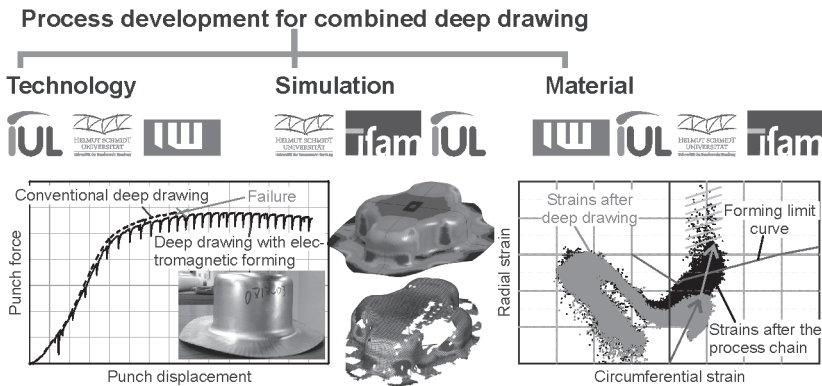 Process development for combined deep drawing
Technology
Simulation
Material
iUL
HELMUT SCHMIDT
UNIVERSITÄT
IW
HELMUT SCHMIDT
UNIVERSITÄT
ifam
iUL
IW
iUL
HELMUT SCHMIDT
UNIVERSITÄT
ifam
Conventional deep drawing
Failure
Deep drawing with elec-
tromagnetic forming
Punch force
Punch displacement
Strains after
deep drawing
Forming limit
curve
Strains after the
process chain
Radial strain
Circumferential strain